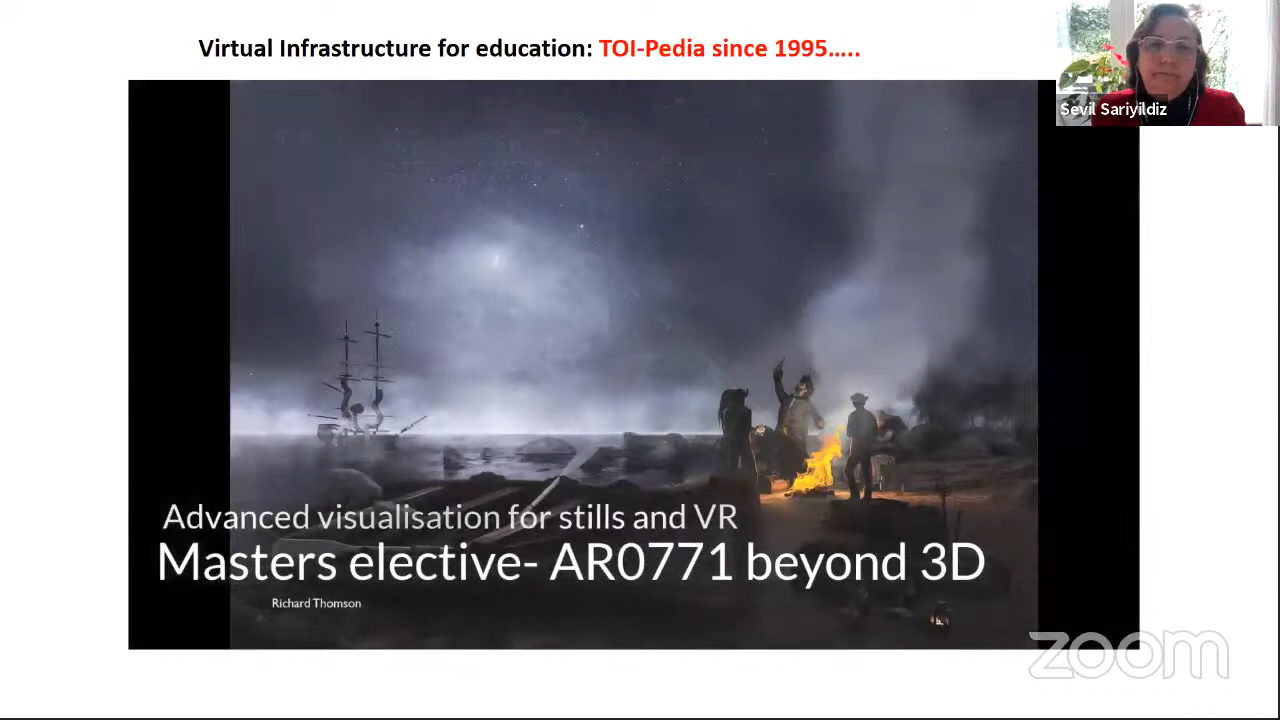 Virtual Infrastructure for education: TOI-Pedia since 1995.....
Sevil Sariyildiz
Advanced visualisation for stills and VR
Masters elective- AR0771 beyond 3D
Richard Thomson
zoom